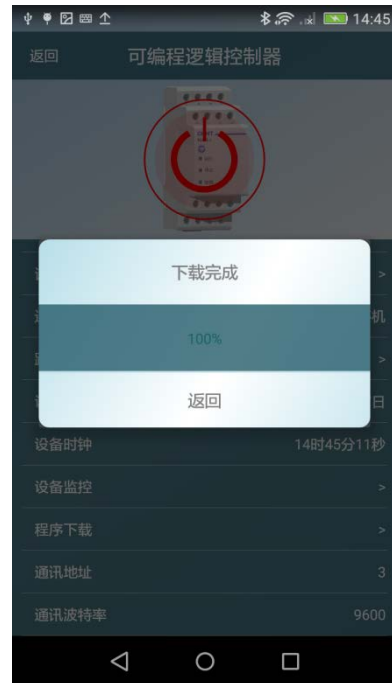 14:45
返回 可编程逻辑控制器
下载完成
>
机
100%
>
返回
日
设备时钟 14时45分11秒
设备监控 >
程序下载 >
通讯地址 3
通讯波特率 9600